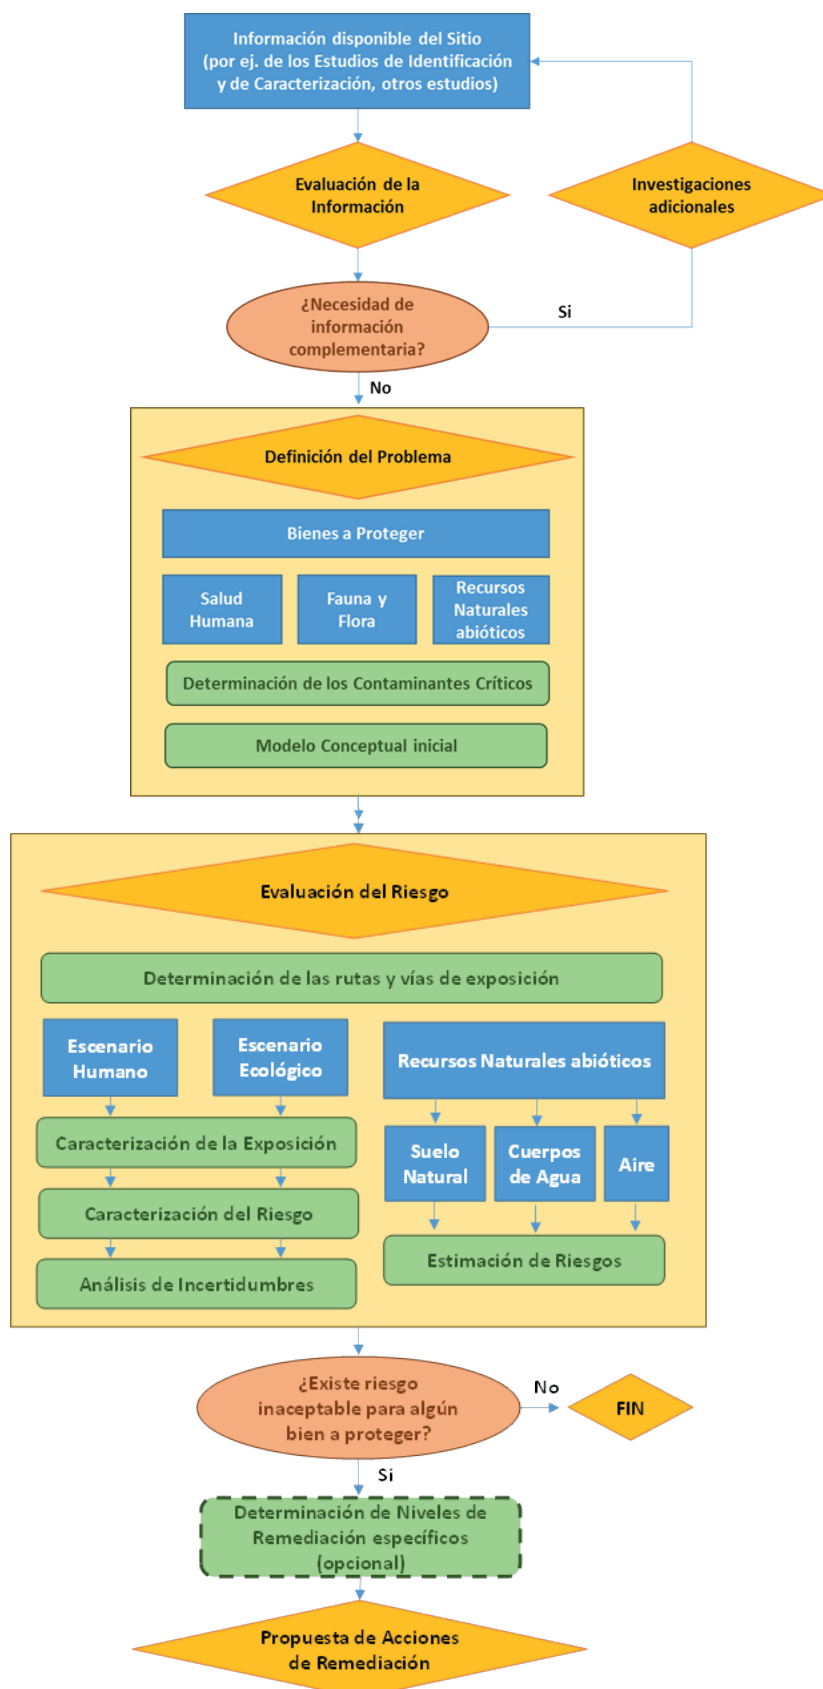 Información disponible del Sitio
(por ej. de los Estudios de Identificación
y de Caracterización, otros estudios)
Evaluación de la
Información
Investigaciones
adicionales
¿Necesidad de
información
complementaria?
Si
No
Definición del Problema
Bienes a Proteger
Salud
Humana
Fauna y
Flora
Recursos
Naturales
abióticos
Determinación de los Contaminantes Críticos
Modelo Conceptual inicial
Evaluación del Riesgo
Determinación de las rutas y vías de exposición
Escenario
Humano
Escenario
Ecológico
Recursos Naturales abióticos
Caracterización de la Exposición
Suelo
Natural
Cuerpos
de Agua
Aire
Caracterización del Riesgo
Análisis de Incertidumbres
Estimación de Riesgos
¿Existe riesgo
inaceptable para algún
bien a proteger?
No
FIN
Si
Determinación de Niveles de
Remediación específicos
(opcional)
Propuesta de Acciones
de Remediación